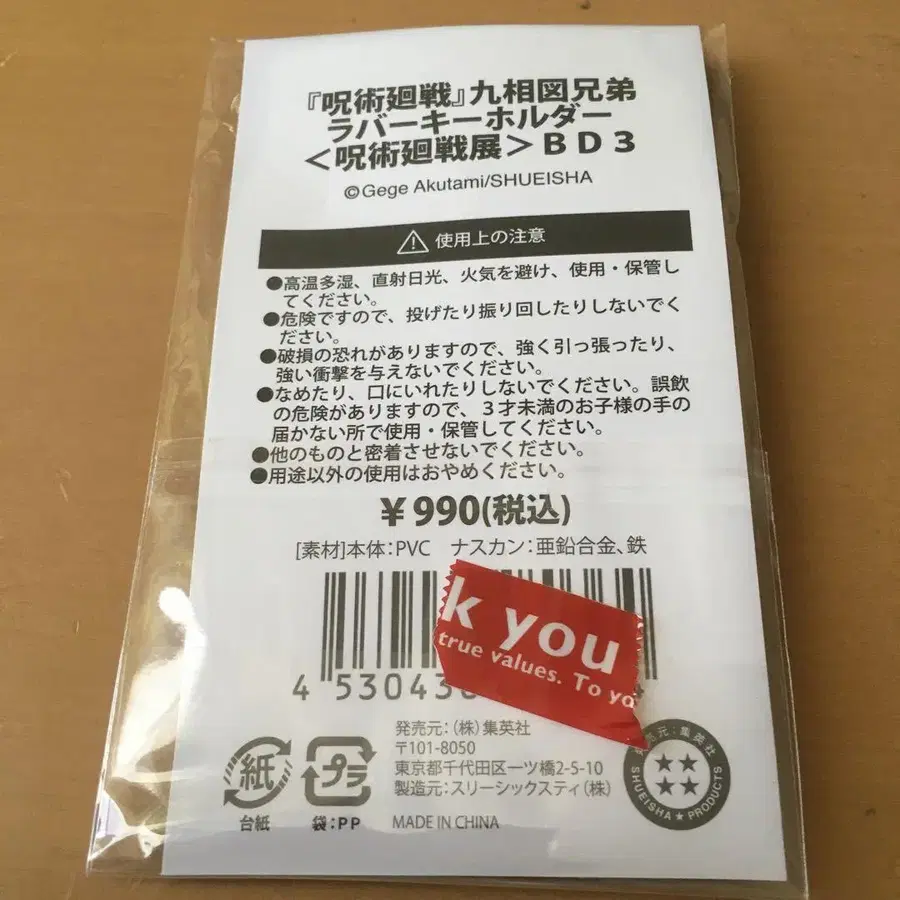 『呪術廻戦』九相図兄弟
ラバーキーホルダー
＜呪術廻戦展＞ＢＤ３
©Gege Akutami/SHUEISHA
使用上の注意
●高温多湿、直射日光、火気を避け、使用・保管し
てください。
●危険ですので、投げたり振り回したりしないでく
ださい。
●破損の恐れがありますので、強く引っ張ったり、
強い衝撃を与えないでください。
●なめたり、口にいれたりしないでください。誤飲
の危険がありますので、３才未満のお子様の手の
届かない所で使用・保管してください。
●他のものと密着させないでください。
●用途以外の使用はおやめください。
￥990(税込)
[素材]本体：PVC　ナスカン：亜鉛合金、鉄
k you
true values. To yo
4 53043
4
発売元：（株）集英社
〒101-8050
東京都千代田区一ツ橋2-5-10
製造元：スリーシックスティ（株）
MADE IN CHINA
紙
台紙
プラ
袋：PP
発売元：集英社
SHUEISHA★PRODUCTS